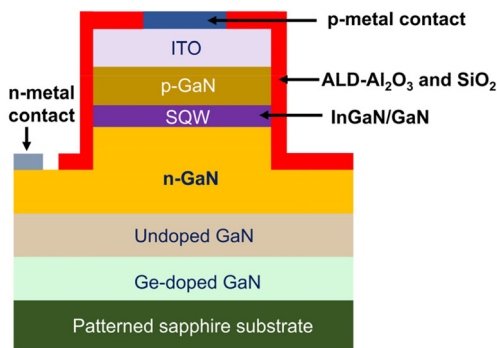 p-metal contact
ITO
p-GaN
ALD-Al₂O₃ and SiO₂
n-metal
contact
SQW
InGaN/GaN
n-GaN
Undoped GaN
Ge-doped GaN
Patterned sapphire substrate